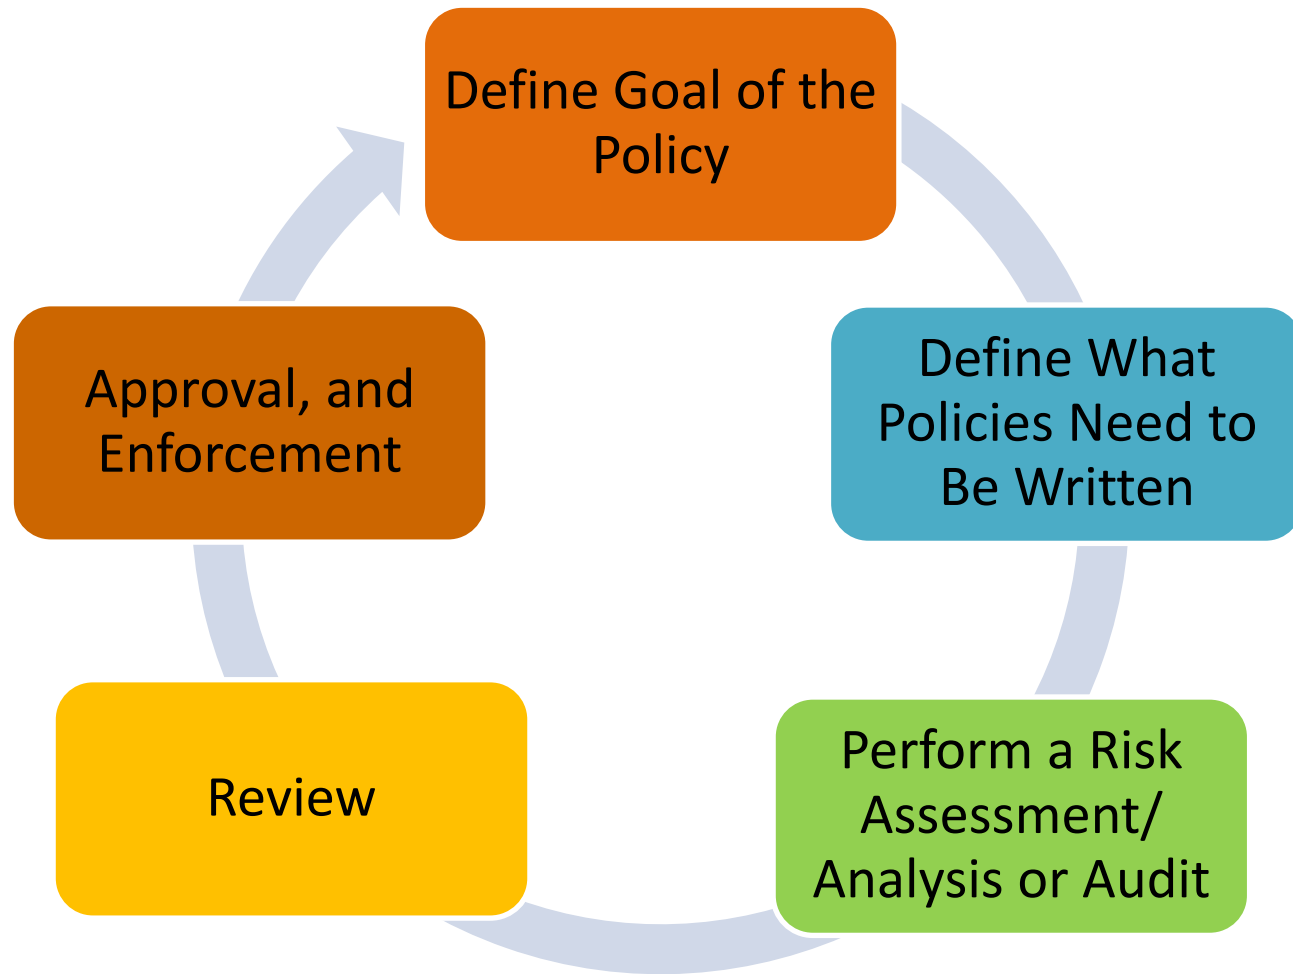 Define Goal of the
Policy
Define What
Policies Need to
Be Written
Perform a Risk
Assessment/
Analysis or Audit
Review
Approval, and
Enforcement